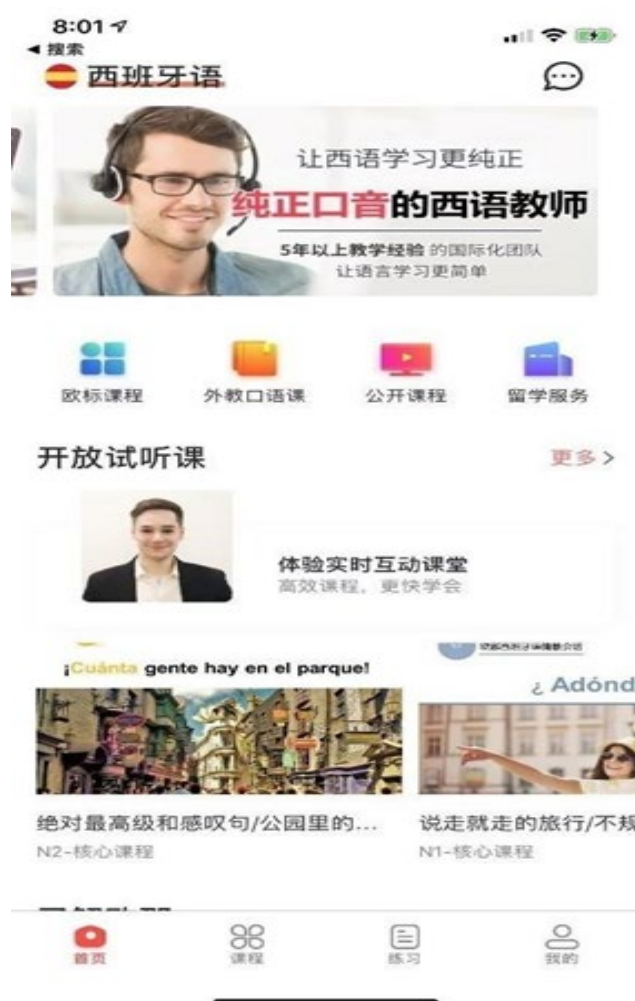 8:01
搜索
西班牙语
让西语学习更纯正
纯正口音的西语教师
5年以上教学经验 的国际化团队
让语言学习更简单
欧标课程
外教口语课
公开课程
留学服务
开放试听课
更多
体验实时互动课堂
高效课程，更快学会
¡Cuánta gente hay en el parque!
¿ Adónd
绝对最高级和感叹句/公园里的...
说走就走的旅行/不规
N2-核心课程
N1-核心课程
首页
课程
练习
我的